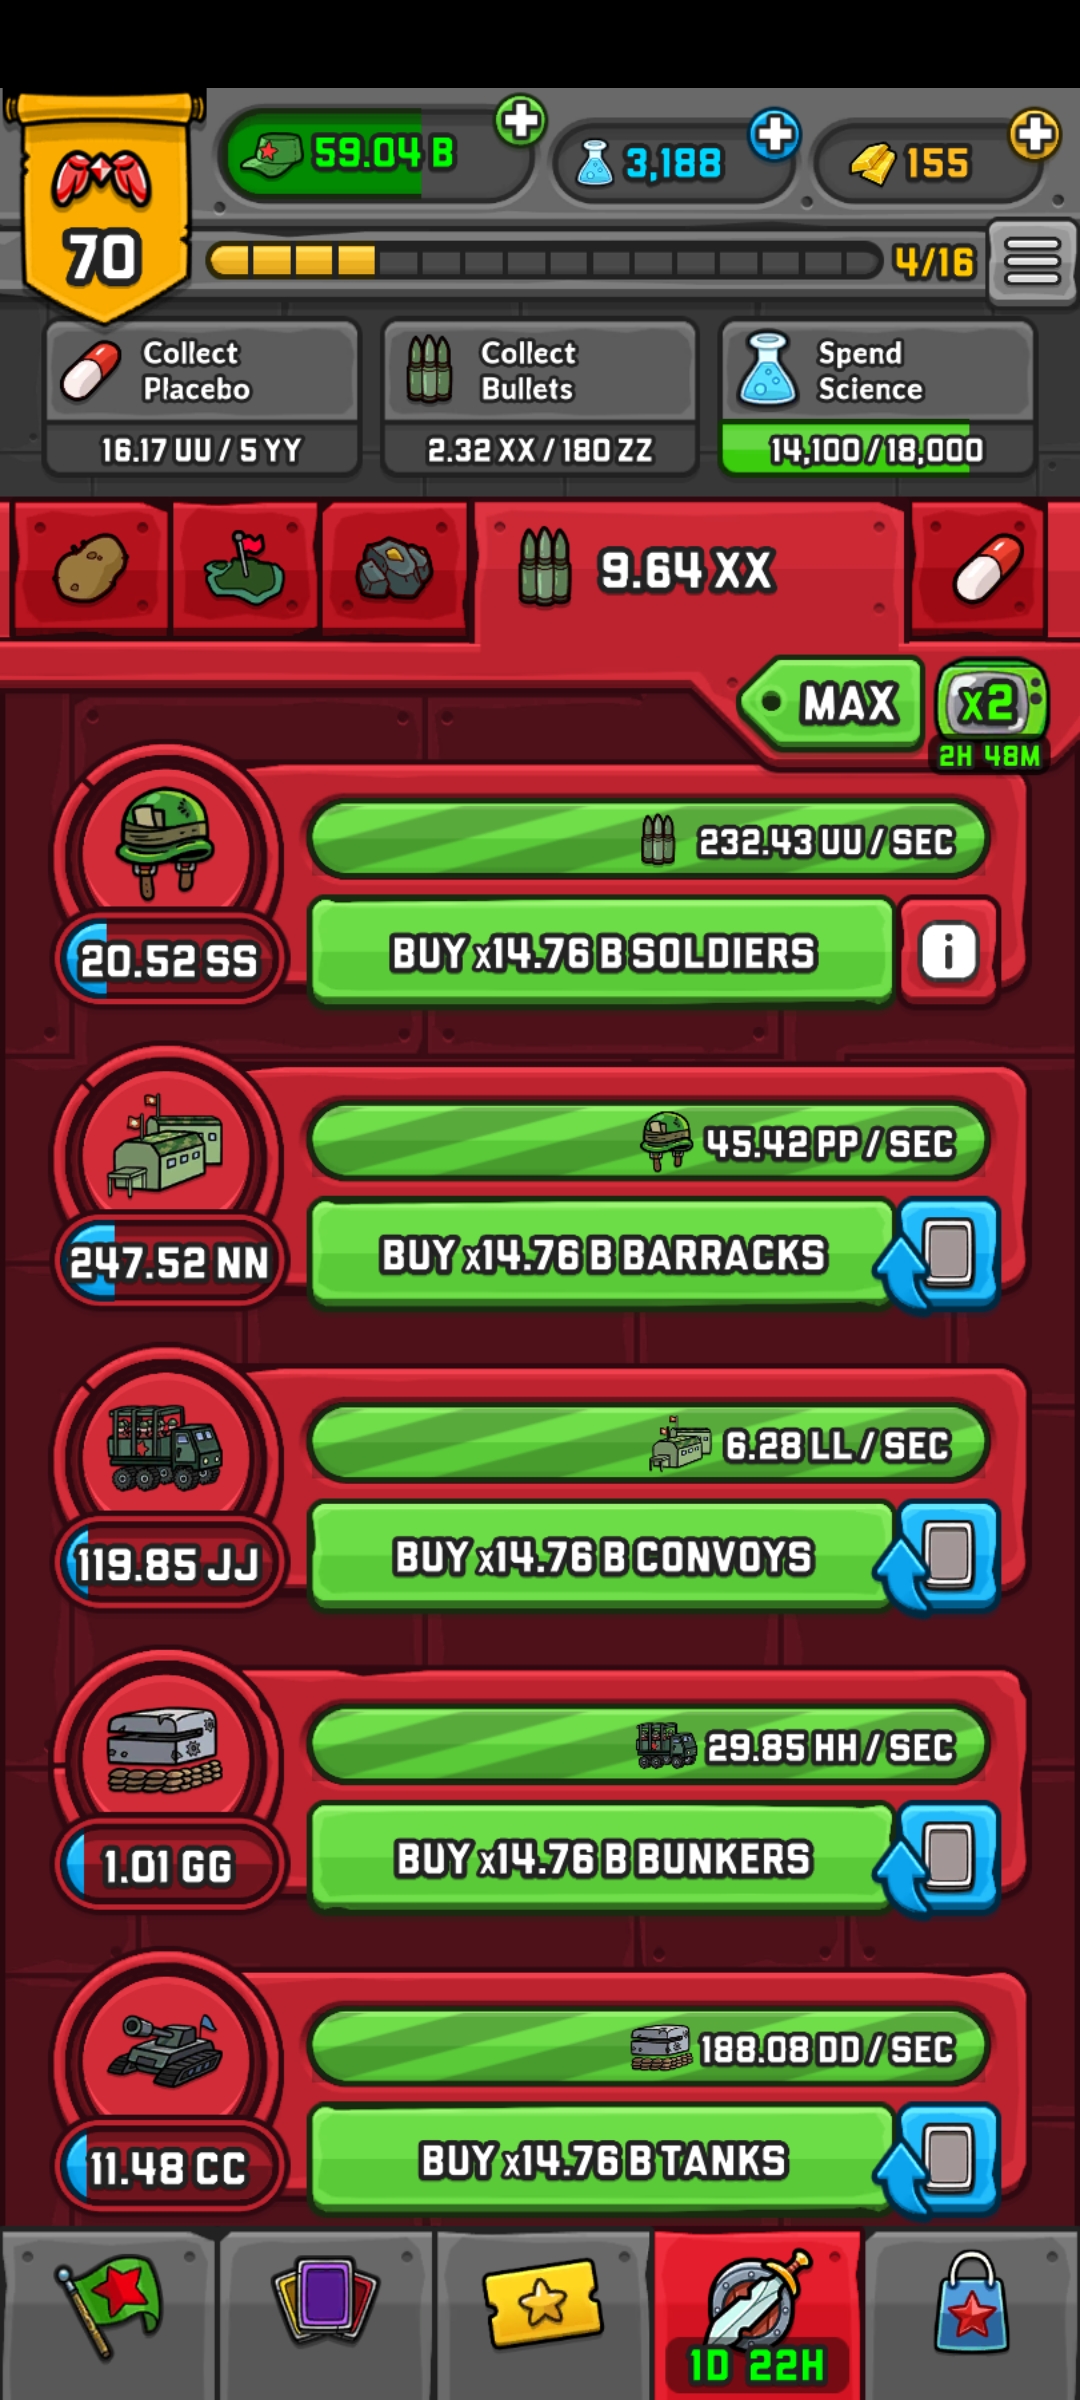 59.04 B
3,188
155
70
4/16
Collect
Placebo
16.17 UU / 5 YY
Collect
Bullets
2.32 XX / 180 ZZ
Spend
Science
14,100 / 18,000
9.64 XX
MAX
x2
2H 48M
232.43 UU / SEC
20.52 SS
BUY x14.76 B SOLDIERS
i
45.42 PP / SEC
247.52 NN
BUY x14.76 B BARRACKS
6.28 LL / SEC
119.85 JJ
BUY x14.76 B CONVOYS
29.85 HH / SEC
1.01 GG
BUY x14.76 B BUNKERS
188.08 DD / SEC
11.48 CC
BUY x14.76 B TANKS
1D 22H